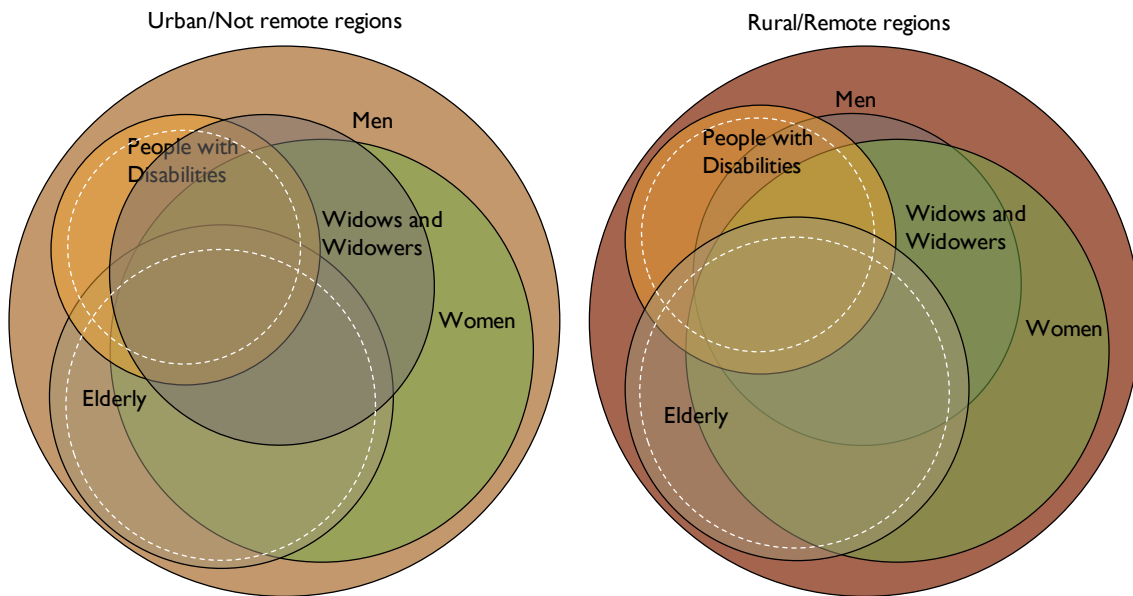 Urban/Not remote regions
Men
People with
Disabilities
Widows and
Widowers
Women
Elderly
Rural/Remote regions
Men
People with
Disabilities
Widows and
Widowers
Women
Elderly